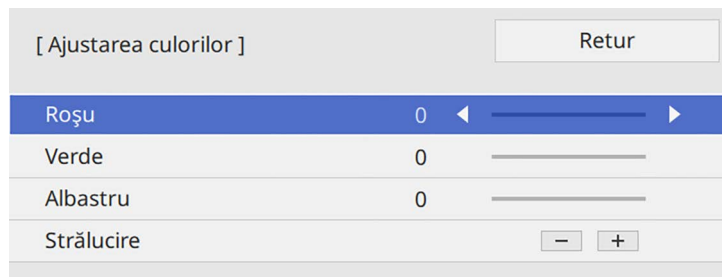 [ Ajustarea culorilor ]
Retur
Roşu 0
Verde 0
Albastru 0
Strălucire − +